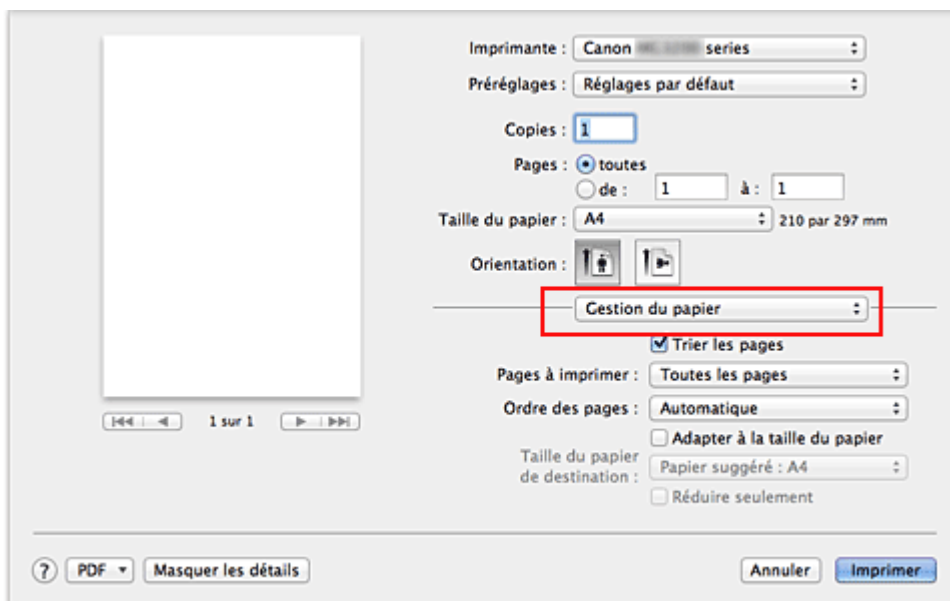 Imprimante : Canon series
Préréglages : Réglages par défaut
Copies : 1
Pages : toutes
de : 1 à : 1
Taille du papier : A4 210 par 297 mm
Orientation :
Gestion du papier
Trier les pages
Pages à imprimer : Toutes les pages
Ordre des pages : Automatique
Adapter à la taille du papier
Taille du papier
de destination : Papier suggéré : A4
Réduire seulement
1 sur 1
? PDF Masquer les détails Annuler Imprimer